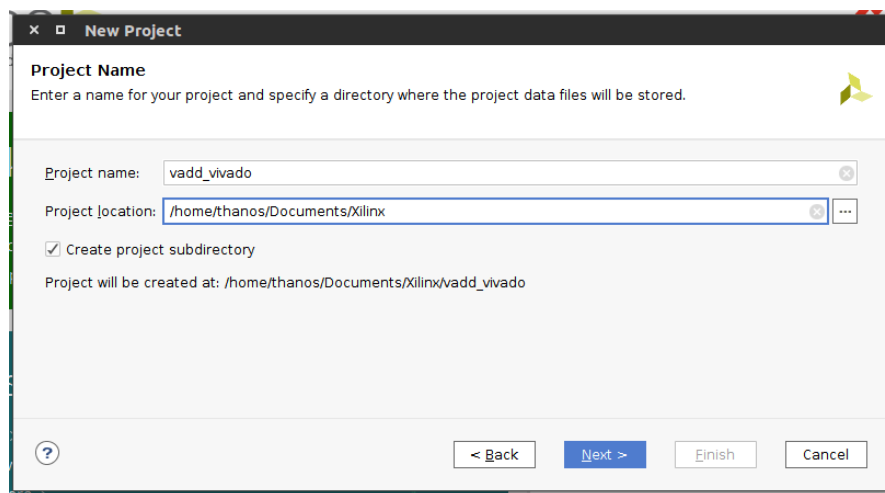 New Project
Project Name
Enter a name for your project and specify a directory where the project data files will be stored.
Project name: vadd_vivado
Project location: /home/thanos/Documents/Xilinx
Create project subdirectory
Project will be created at: /home/thanos/Documents/Xilinx/vadd_vivado
? < Back Next > Finish Cancel